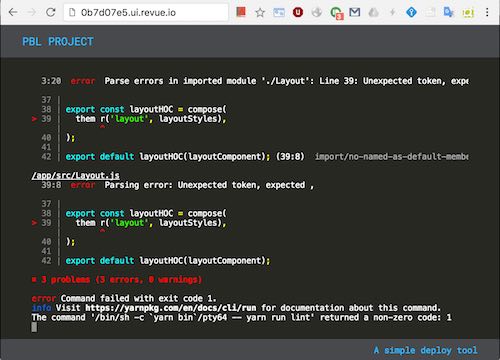 0b7d07e5.ui.revue.io
PBL PROJECT
3:20 error Parse errors in imported module './Layout': Line 39: Unexpected token, expe
37 |
38 | export const layoutHOC = compose(
> 39 | them r('layout', layoutStyles),
| ^
40 | );
41 |
42 | export default layoutHOC(layoutComponent); (39:8) import/no-named-as-default-membe
/app/src/Layout.js
39:8 error Parsing error: Unexpected token, expected ,
37 |
38 | export const layoutHOC = compose(
> 39 | them r('layout', layoutStyles),
| ^
40 | );
41 |
42 | export default layoutHOC(layoutComponent);
✖ 3 problems (3 errors, 0 warnings)
error Command failed with exit code 1.
info Visit https://yarnpkg.com/en/docs/cli/run for documentation about this command.
The command '/bin/sh -c `yarn bin`/pty64 -- yarn run lint' returned a non-zero code: 1
A simple deploy tool